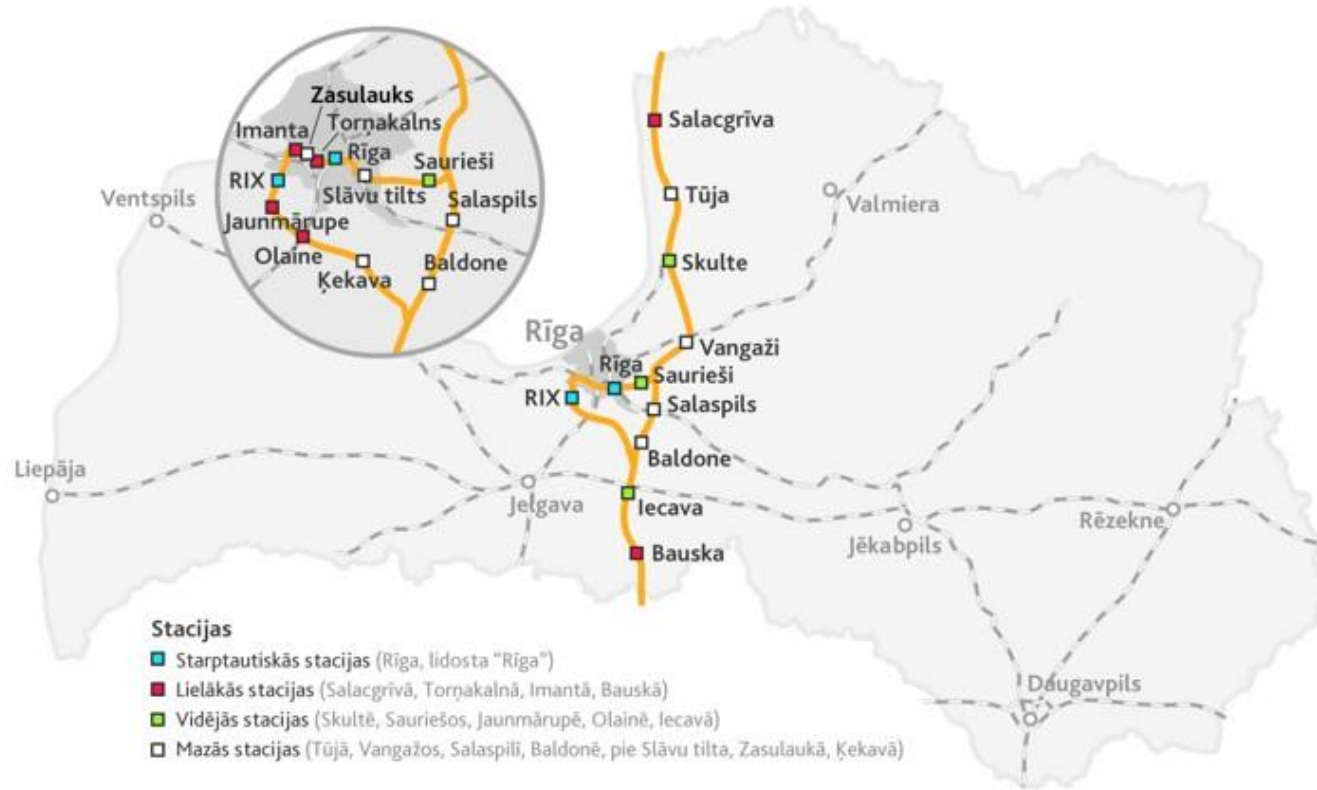 Zasulauks
Torņakalns
Imanta
Rīga
Saurieši
RIX
Slāvu tilts
Salaspils
Jaunmārupe
Olaine
Baldone
Ķekava
Salacgrīva
Ventspils
Tūja
Valmiera
Skulte
Rīga
Vangaži
Rīga
Saurieši
RIX
Salaspils
Baldone
Liepāja
Jelgava
Iecava
Jēkabpils
Rēzekne
Bauska
Daugavpils
Stacijas
Starptautiskās stacijas (Rīga, lidosta "Rīga")
Lielākās stacijas (Salacgrīvā, Torņakalnā, Imantā, Bauskā)
Vidējās stacijas (Skultē, Sauriešos, Jaunmārupē, Olainē, Iecavā)
Mazās stacijas (Tūjā, Vangažos, Salaspilī, Baldonē, pie Slāvu tilta, Zasulaukā, Ķekavā)